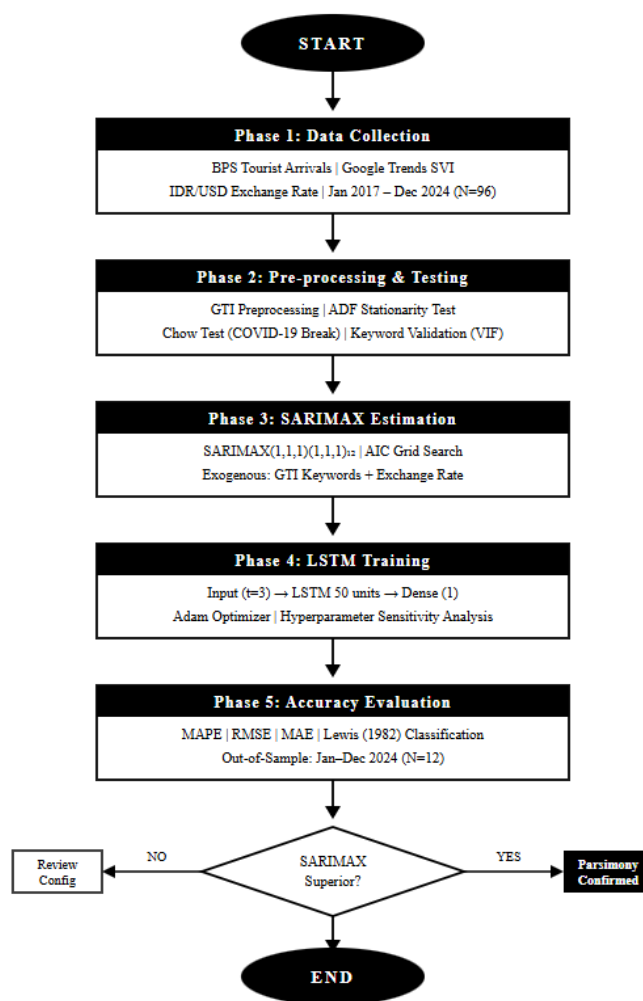 START
Phase 1: Data Collection
BPS Tourist Arrivals | Google Trends SVI
IDR/USD Exchange Rate | Jan 2017 – Dec 2024 (N=96)
Phase 2: Pre-processing & Testing
GTI Preprocessing | ADF Stationarity Test
Chow Test (COVID-19 Break) | Keyword Validation (VIF)
Phase 3: SARIMAX Estimation
SARIMAX(1,1,1)(1,1,1)₁₂ | AIC Grid Search
Exogenous: GTI Keywords + Exchange Rate
Phase 4: LSTM Training
Input (t=3) → LSTM 50 units → Dense (1)
Adam Optimizer | Hyperparameter Sensitivity Analysis
Phase 5: Accuracy Evaluation
MAPE | RMSE | MAE | Lewis (1982) Classification
Out-of-Sample: Jan–Dec 2024 (N=12)
Review
Config
NO
SARIMAX
Superior?
YES
Parsimony
Confirmed
END